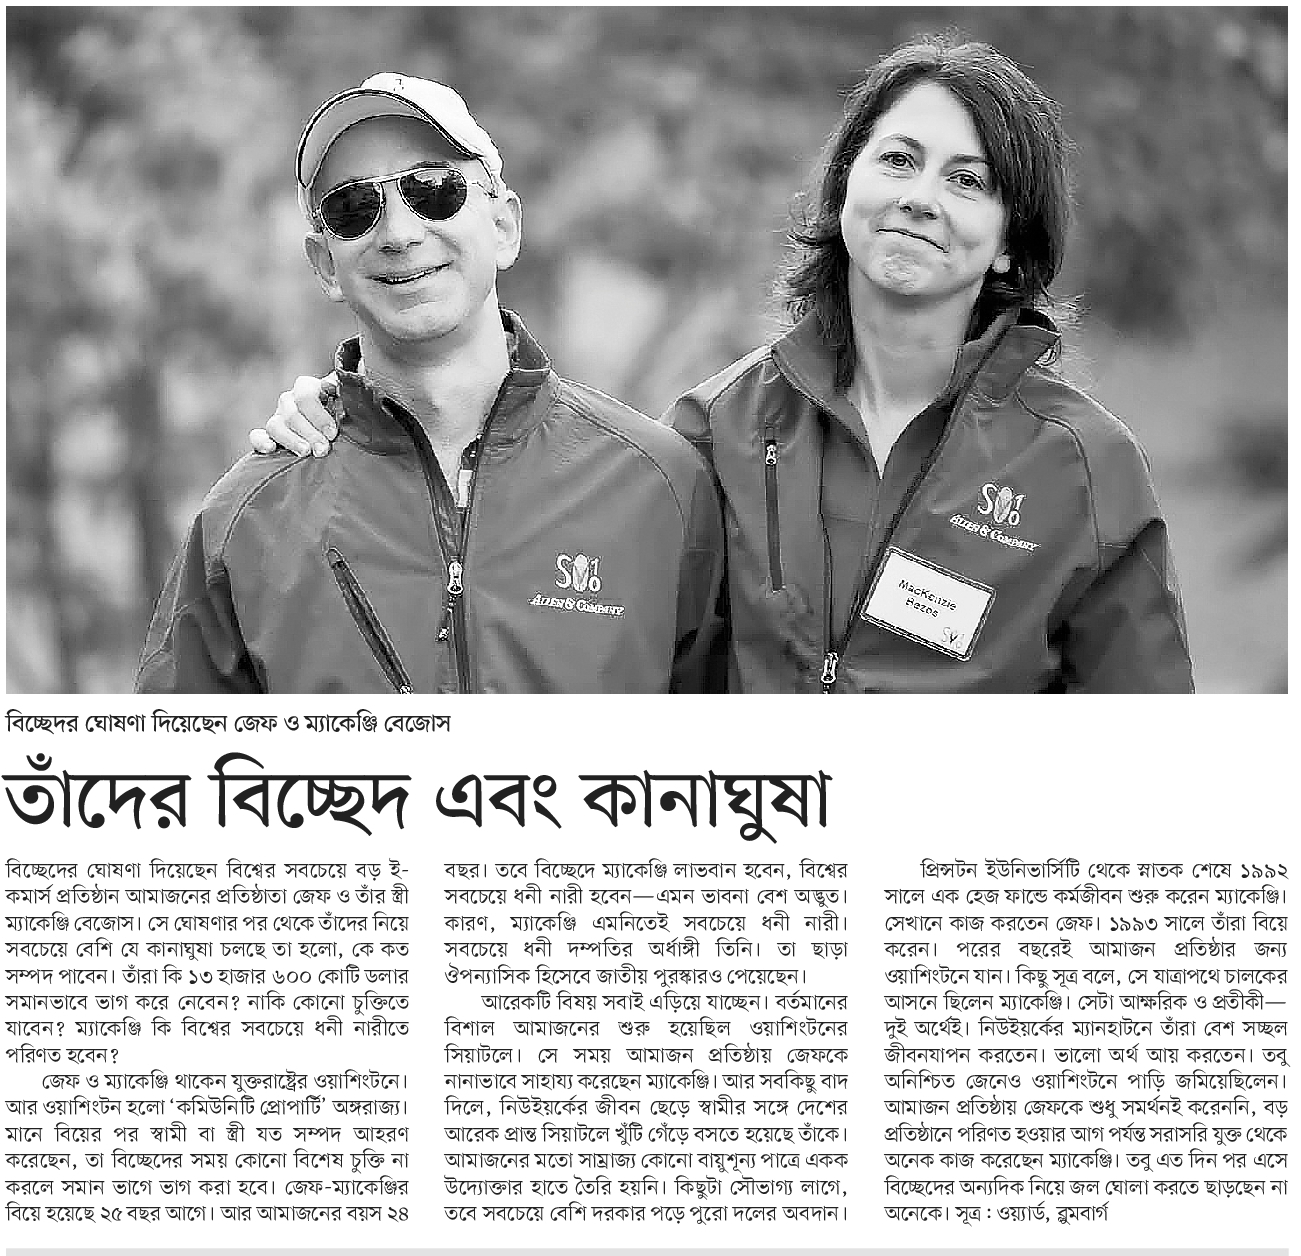 SV10
ALLEN & COMPANY
SV10
ALLEN & COMPANY
MacKenzie
Bezos
বিচ্ছেদর ঘোষণা দিয়েছেন জেফ ও ম্যাকেঞ্জি বেজোস
তাঁদের বিচ্ছেদ এবং কানাঘুষা
বিচ্ছেদের ঘোষণা দিয়েছেন বিশ্বের সবচেয়ে বড় ই-
কমার্স প্রতিষ্ঠান আমাজনের প্রতিষ্ঠাতা জেফ ও তাঁর স্ত্রী
ম্যাকেঞ্জি বেজোস। সে ঘোষণার পর থেকে তাঁদের নিয়ে
সবচেয়ে বেশি যে কানাঘুষা চলছে তা হলো, কে কত
সম্পদ পাবেন। তাঁরা কি ১৩ হাজার ৬০০ কোটি ডলার
সমানভাবে ভাগ করে নেবেন? নাকি কোনো চুক্তিতে
যাবেন? ম্যাকেঞ্জি কি বিশ্বের সবচেয়ে ধনী নারীতে
পরিণত হবেন?
জেফ ও ম্যাকেঞ্জি থাকেন যুক্তরাষ্ট্রের ওয়াশিংটনে।
আর ওয়াশিংটন হলো ‘কমিউনিটি প্রোপার্টি’ অঙ্গরাজ্য।
মানে বিয়ের পর স্বামী বা স্ত্রী যত সম্পদ আহরণ
করেছেন, তা বিচ্ছেদের সময় কোনো বিশেষ চুক্তি না
করলে সমান ভাগে ভাগ করা হবে। জেফ-ম্যাকেঞ্জির
বিয়ে হয়েছে ২৫ বছর আগে। আর আমাজনের বয়স ২৪
বছর। তবে বিচ্ছেদে ম্যাকেঞ্জি লাভবান হবেন, বিশ্বের
সবচেয়ে ধনী নারী হবেন—এমন ভাবনা বেশ অদ্ভুত।
কারণ, ম্যাকেঞ্জি এমনিতেই সবচেয়ে ধনী নারী।
সবচেয়ে ধনী দম্পতির অর্ধাঙ্গী তিনি। তা ছাড়া
ঔপন্যাসিক হিসেবে জাতীয় পুরস্কারও পেয়েছেন।
আরেকটি বিষয় সবাই এড়িয়ে যাচ্ছেন। বর্তমানের
বিশাল আমাজনের শুরু হয়েছিল ওয়াশিংটনের
সিয়াটলে। সে সময় আমাজন প্রতিষ্ঠায় জেফকে
নানাভাবে সাহায্য করেছেন ম্যাকেঞ্জি। আর সবকিছু বাদ
দিলে, নিউইয়র্কের জীবন ছেড়ে স্বামীর সঙ্গে দেশের
আরেক প্রান্ত সিয়াটলে খুঁটি গেঁড়ে বসতে হয়েছে তাঁকে।
আমাজনের মতো সাম্রাজ্য কোনো বায়ুশূন্য পাত্রে একক
উদ্যোক্তার হাতে তৈরি হয়নি। কিছুটা সৌভাগ্য লাগে,
তবে সবচেয়ে বেশি দরকার পড়ে পুরো দলের অবদান।
প্রিন্সটন ইউনিভার্সিটি থেকে স্নাতক শেষে ১৯৯২
সালে এক হেজ ফান্ডে কর্মজীবন শুরু করেন ম্যাকেঞ্জি।
সেখানে কাজ করতেন জেফ। ১৯৯৩ সালে তাঁরা বিয়ে
করেন। পরের বছরেই আমাজন প্রতিষ্ঠার জন্য
ওয়াশিংটনে যান। কিছু সূত্র বলে, সে যাত্রাপথে চালকের
আসনে ছিলেন ম্যাকেঞ্জি। সেটা আক্ষরিক ও প্রতীকী—
দুই অর্থেই। নিউইয়র্কের ম্যানহাটনে তাঁরা বেশ সচ্ছল
জীবনযাপন করতেন। ভালো অর্থ আয় করতেন। তবু
অনিশ্চিত জেনেও ওয়াশিংটনে পাড়ি জমিয়েছিলেন।
আমাজন প্রতিষ্ঠায় জেফকে শুধু সমর্থনই করেননি, বড়
প্রতিষ্ঠানে পরিণত হওয়ার আগ পর্যন্ত সরাসরি যুক্ত থেকে
অনেক কাজ করেছেন ম্যাকেঞ্জি। তবু এত দিন পর এসে
বিচ্ছেদের অন্যদিক নিয়ে জল ঘোলা করতে ছাড়ছেন না
অনেকে। সূত্র : ওয়্যার্ড, ব্লুমবার্গ